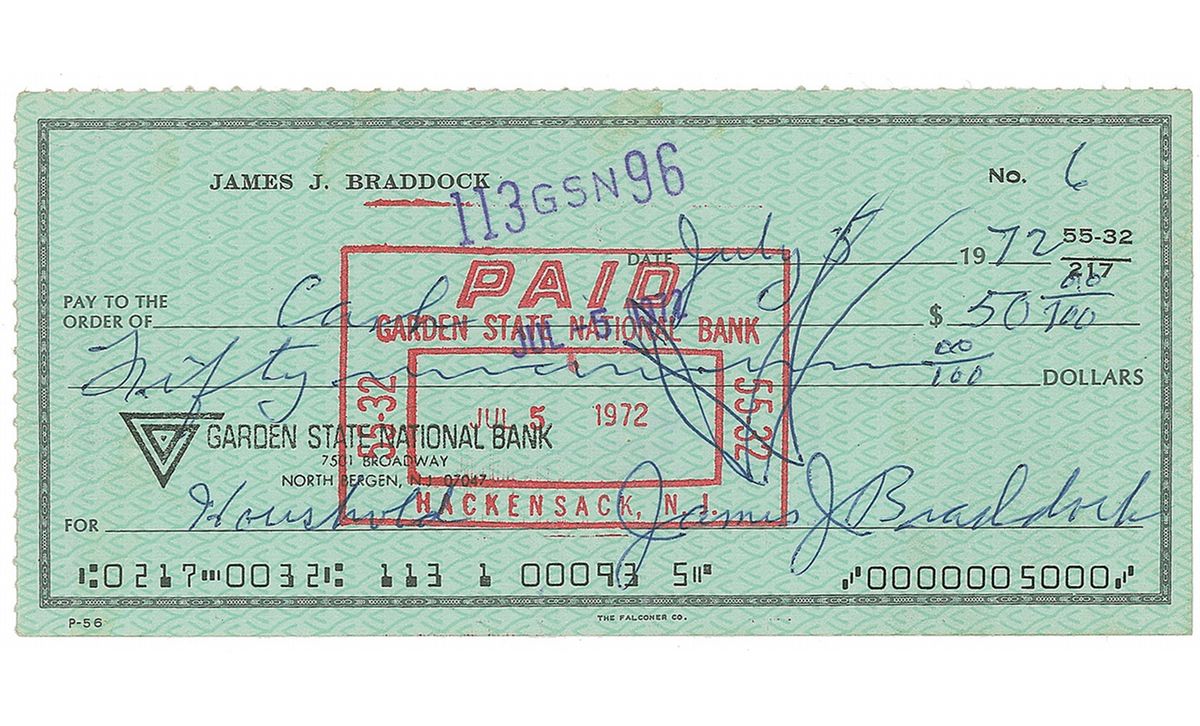 JAMES J. BRADDOCK
No. 6
113GSN96
DATE July 5 1972 55-32
217
PAID
PAY TO THE
ORDER OF Cash $ 50 00/100
GARDEN STATE NATIONAL BANK
JUL -5 1972
Fifty 00/100 DOLLARS
55-32
JUL 5 1972
55-32
GARDEN STATE NATIONAL BANK
7501 BROADWAY
NORTH BERGEN, N.J. 07047
HACKENSACK, N.J.
FOR Houshold James J Braddock
⑆0217⑉0032⑆ 113 1 00093 5⑈ ⑇0000005000⑇
P-56
THE FALCONER CO.